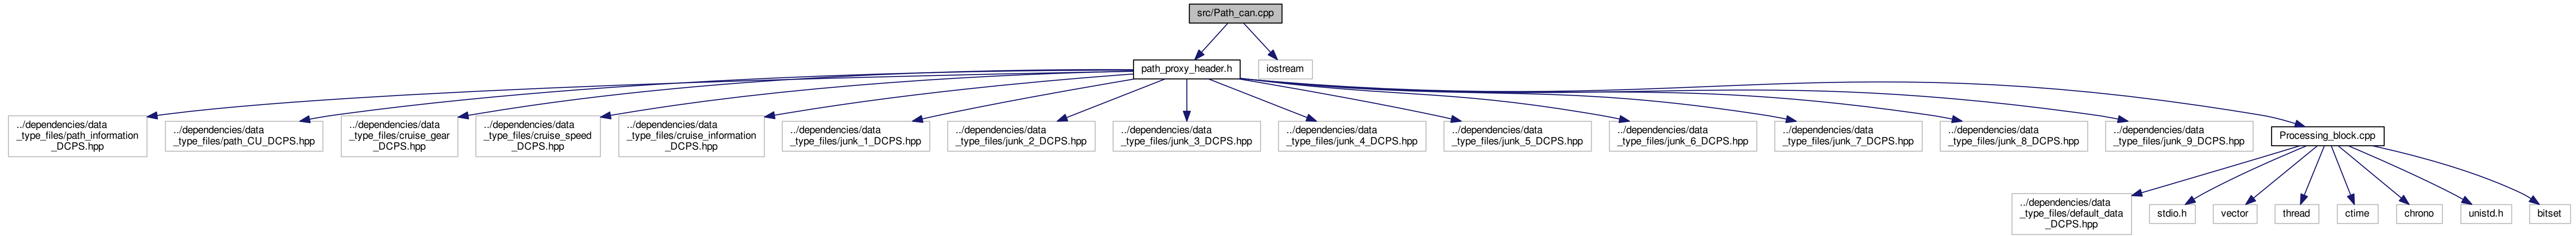 src/Path_can.cpp
path_proxy_header.h
iostream
../dependencies/data
_type_files/path_information
_DCPS.hpp
../dependencies/data
_type_files/path_CU_DCPS.hpp
../dependencies/data
_type_files/cruise_gear
_DCPS.hpp
../dependencies/data
_type_files/cruise_speed
_DCPS.hpp
../dependencies/data
_type_files/cruise_information
_DCPS.hpp
../dependencies/data
_type_files/junk_1_DCPS.hpp
../dependencies/data
_type_files/junk_2_DCPS.hpp
../dependencies/data
_type_files/junk_3_DCPS.hpp
../dependencies/data
_type_files/junk_4_DCPS.hpp
../dependencies/data
_type_files/junk_5_DCPS.hpp
../dependencies/data
_type_files/junk_6_DCPS.hpp
../dependencies/data
_type_files/junk_7_DCPS.hpp
../dependencies/data
_type_files/junk_8_DCPS.hpp
../dependencies/data
_type_files/junk_9_DCPS.hpp
Processing_block.cpp
../dependencies/data
_type_files/default_data
_DCPS.hpp
stdio.h
vector
thread
ctime
chrono
unistd.h
bitset